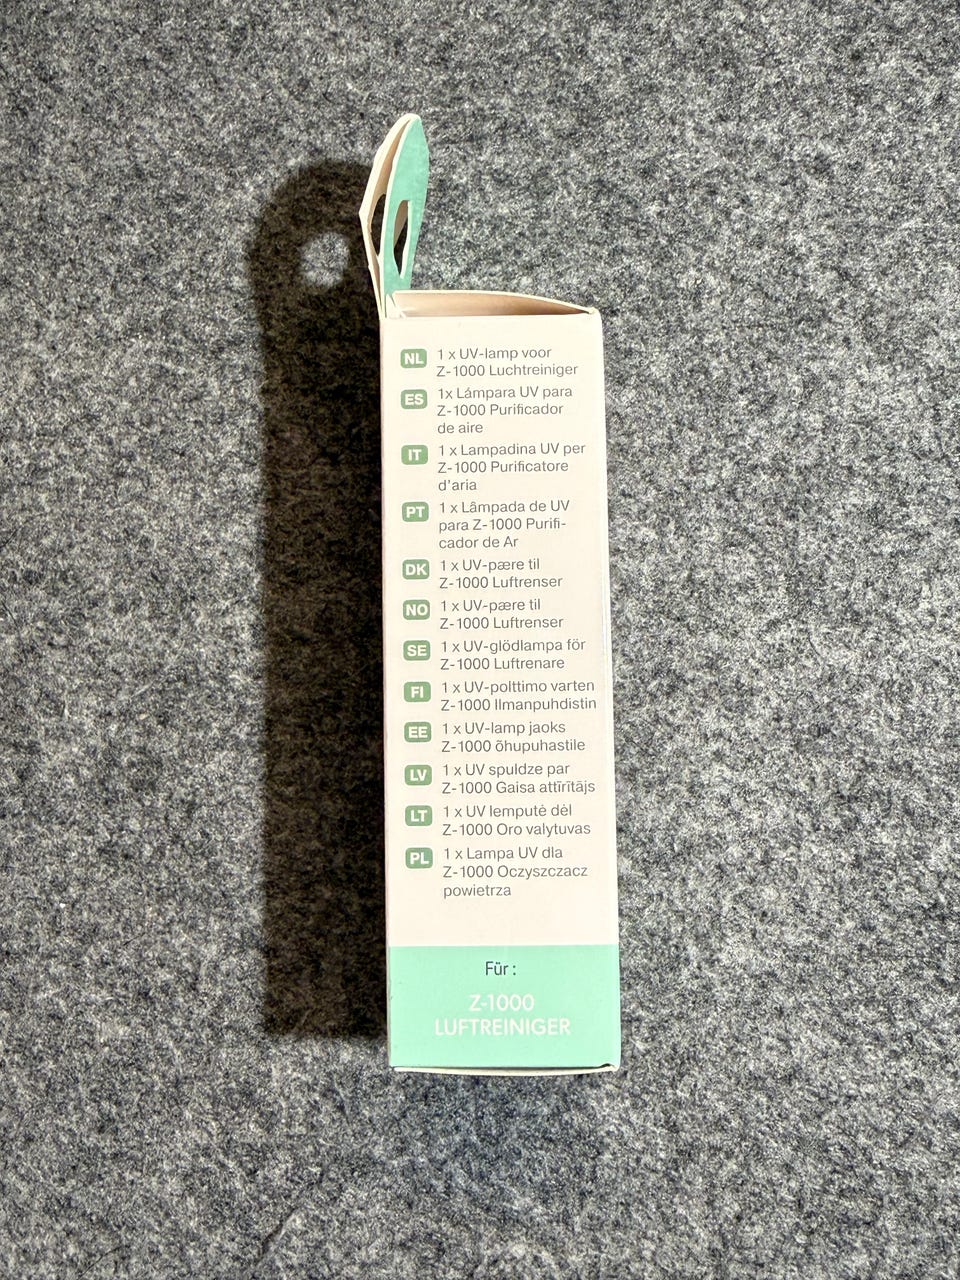 NL 1 x UV-lamp voor
Z-1000 Luchtreiniger
ES 1x Lámpara UV para
Z-1000 Purificador
de aire
IT 1 x Lampadina UV per
Z-1000 Purificatore
d'aria
PT 1 x Lâmpada de UV
para Z-1000 Purifi-
cador de Ar
DK 1 x UV-pære til
Z-1000 Luftrenser
NO 1 x UV-pære til
Z-1000 Luftrenser
SE 1 x UV-glödlampa för
Z-1000 Luftrenare
FI 1 x UV-polttimo varten
Z-1000 Ilmanpuhdistin
EE 1 x UV-lamp jaoks
Z-1000 õhupuhastile
LV 1 x UV spuldze par
Z-1000 Gaisa attīrītājs
LT 1 x UV lemputė dėl
Z-1000 Oro valytuvas
PL 1 x Lampa UV dla
Z-1000 Oczyszczacz
powietrza
Für :
Z-1000
LUFTREINIGER